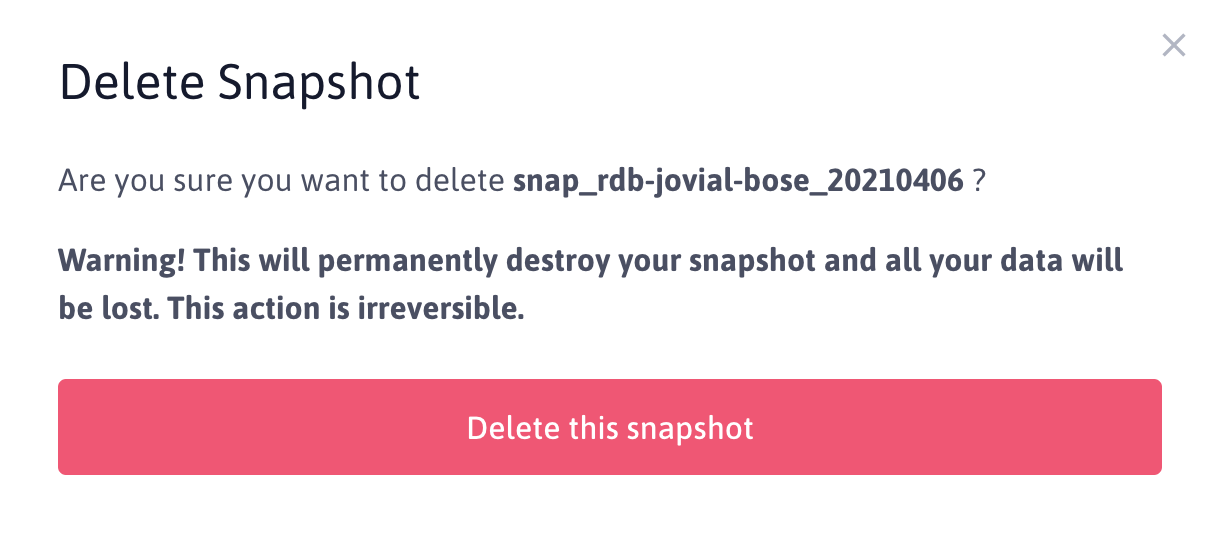 Delete Snapshot
Are you sure you want to delete snap_rdb-jovial-bose_20210406 ?
Warning! This will permanently destroy your snapshot and all your data will
be lost. This action is irreversible.
Delete this snapshot